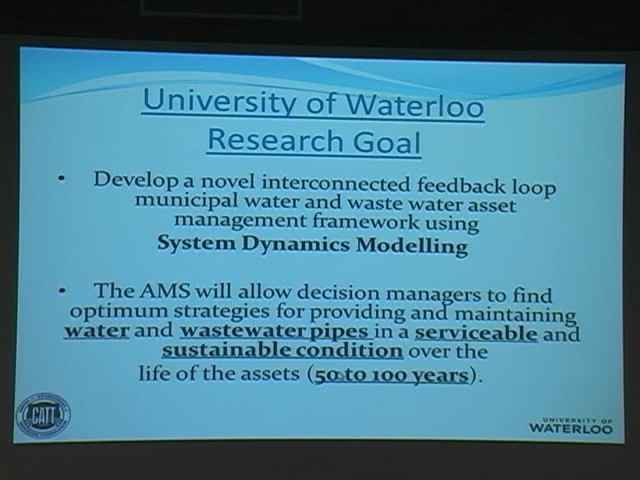 University of Waterloo
Research Goal
• Develop a novel interconnected feedback loop
municipal water and waste water asset
management framework using
System Dynamics Modelling
• The AMS will allow decision managers to find
optimum strategies for providing and maintaining
water and wastewater pipes in a serviceable and
sustainable condition over the
life of the assets (50 to 100 years).
CATT
UNIVERSITY OF
WATERLOO